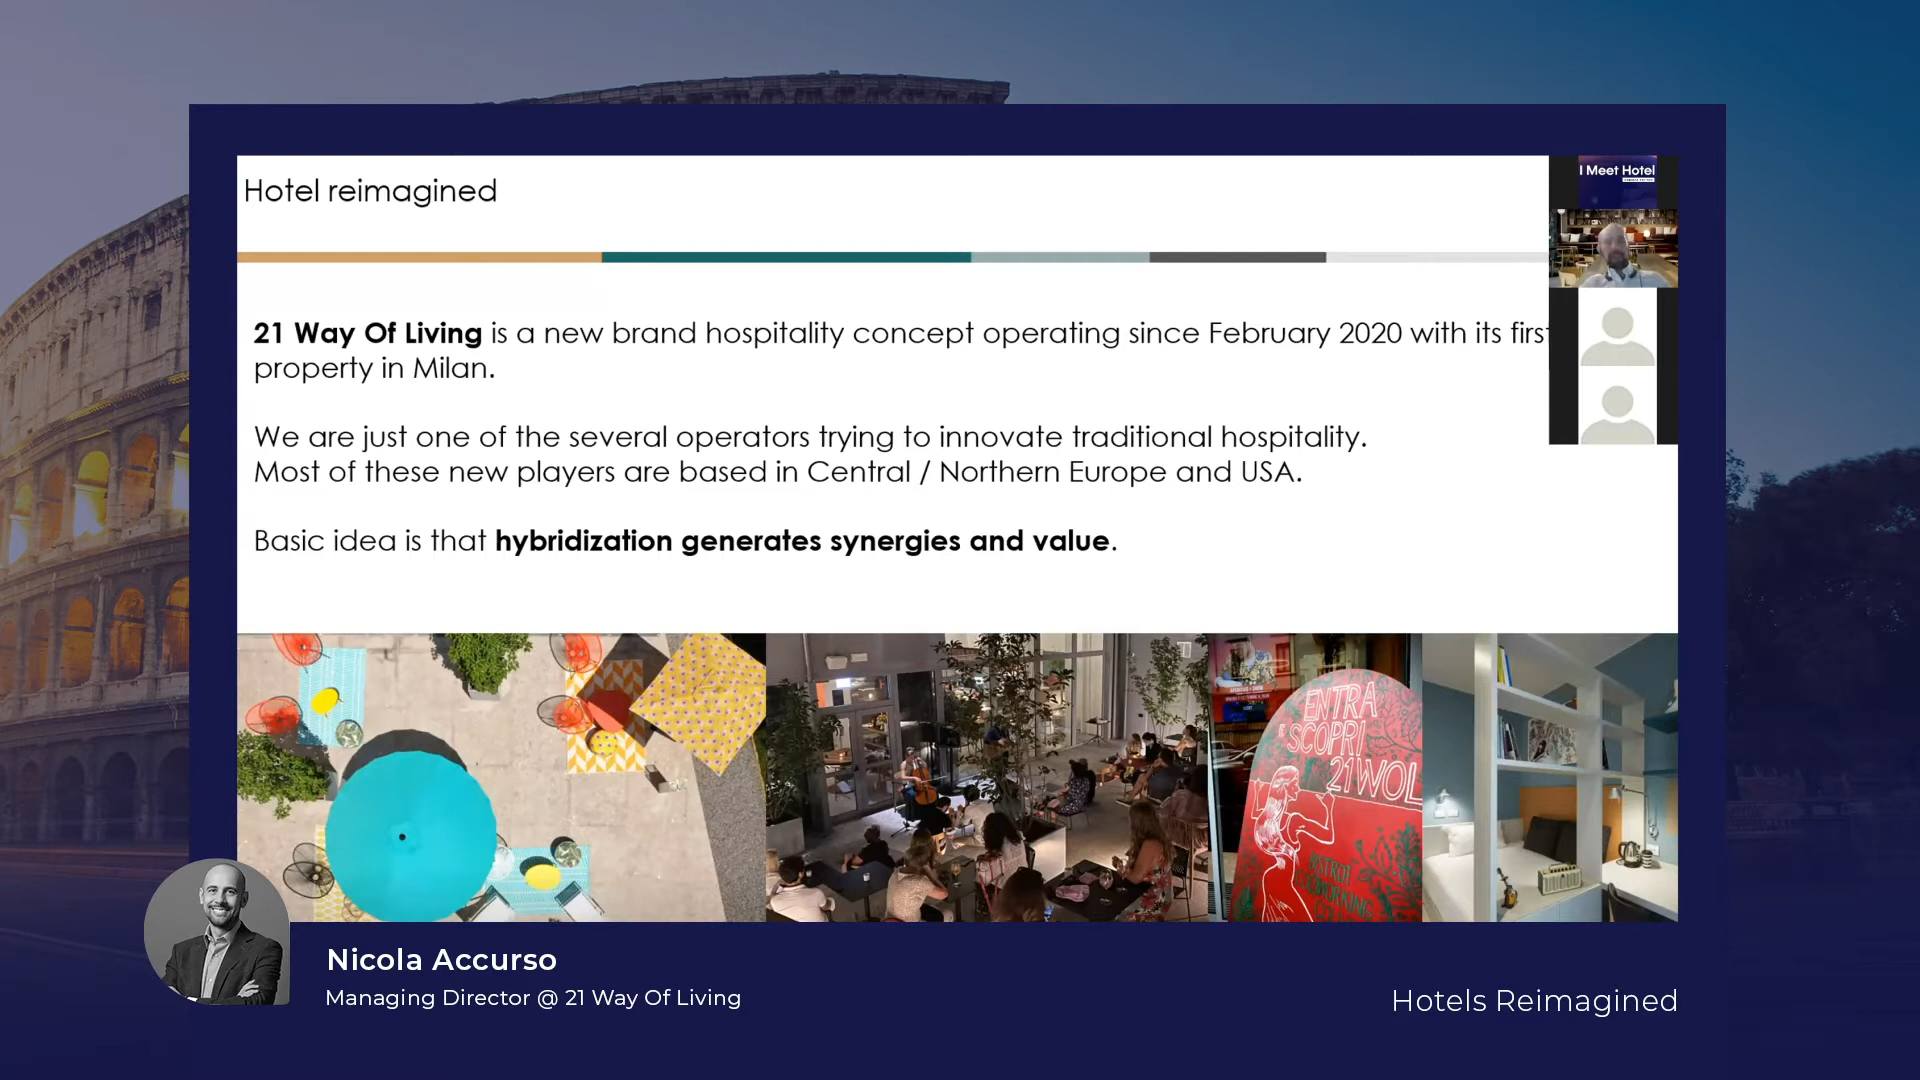 Hotel reimagined
I Meet Hotel
21 Way Of Living is a new brand hospitality concept operating since February 2020 with its first
property in Milan.
We are just one of the several operators trying to innovate traditional hospitality.
Most of these new players are based in Central / Northern Europe and USA.
Basic idea is that hybridization generates synergies and value.
ENTRA
E SCOPRI
21WOL
BISTROT
COWORKING
Nicola Accurso
Managing Director @ 21 Way Of Living
Hotels Reimagined